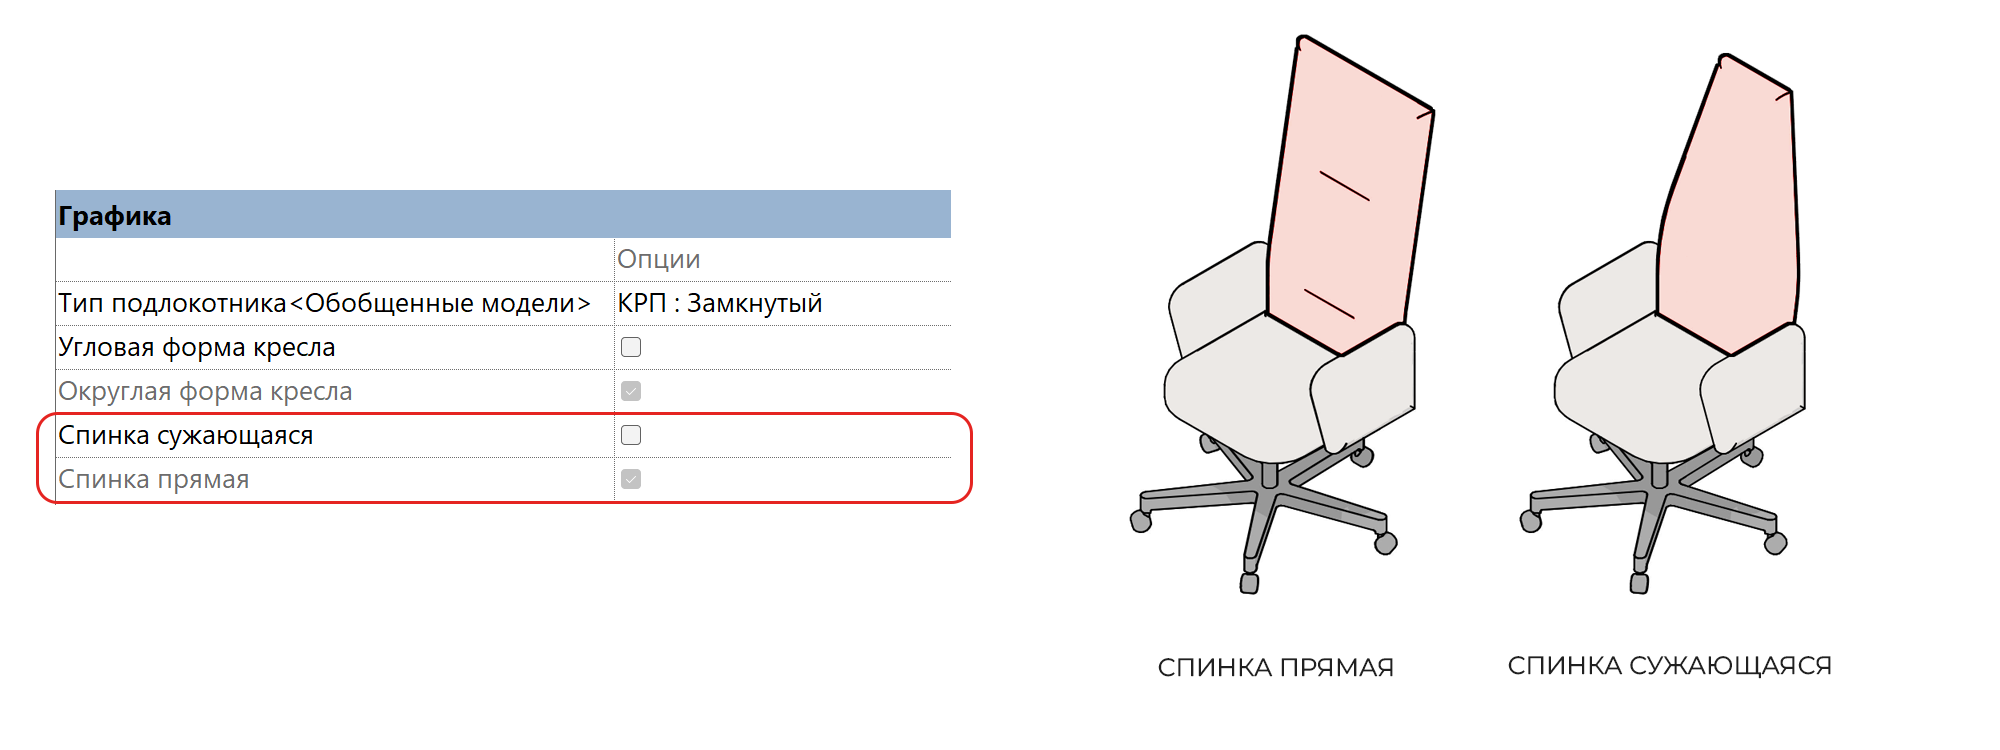 Графика
Опции
Тип подлокотника<Обобщенные модели> КРП : Замкнутый
Угловая форма кресла
Округлая форма кресла
Спинка сужающаяся
Спинка прямая
СПИНКА ПРЯМАЯ
СПИНКА СУЖАЮЩАЯСЯ